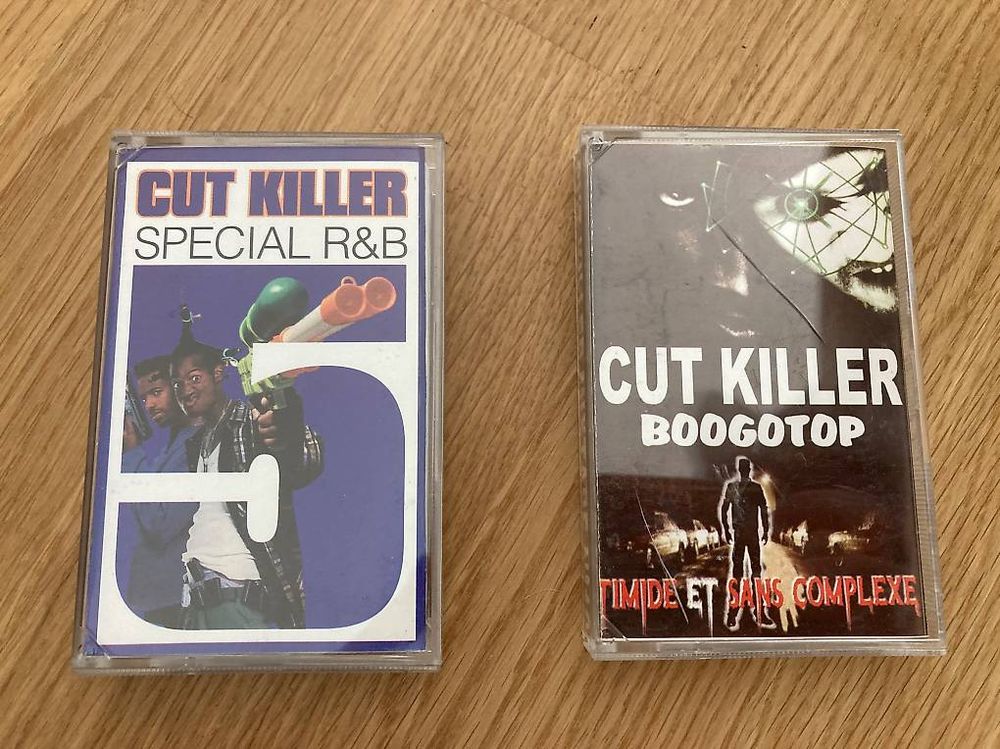 CUT KILLER
SPECIAL R&B
5
CUT KILLER
BOOGOTOP
TIMIDE ET SANS COMPLEXE